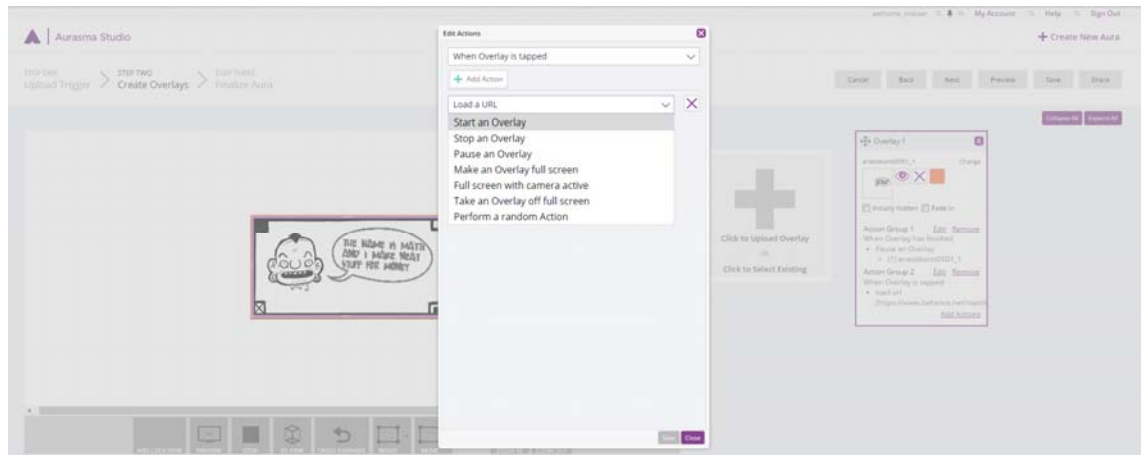 welcome,
My Account
Help
Sign Out
Aurasma Studio
+ Create New Aura
STEP ONE
Upload Trigger
STEP TWO
Create Overlays
STEP THREE
Finalize Aura
Cancel
Back
Next
Preview
Save
Share
Collapse All
Expand All
Edit Actions
When Overlay is tapped
+ Add Action
Load a URL
Start an Overlay
Stop an Overlay
Pause an Overlay
Make an Overlay full screen
Full screen with camera active
Take an Overlay off full screen
Perform a random Action
Save
Close
THE NAME IS MATH
AND I MAKE NEAT
STUFF FOR MONEY
Click to Upload Overlay
Or
Click to Select Existing
Overlay 1
Change
Initially hidden
Fade in
Action Group 1 Edit Remove
When Overlay has finished
Pause an Overlay
Action Group 2 Edit Remove
When Overlay is tapped
load url
Add Actions